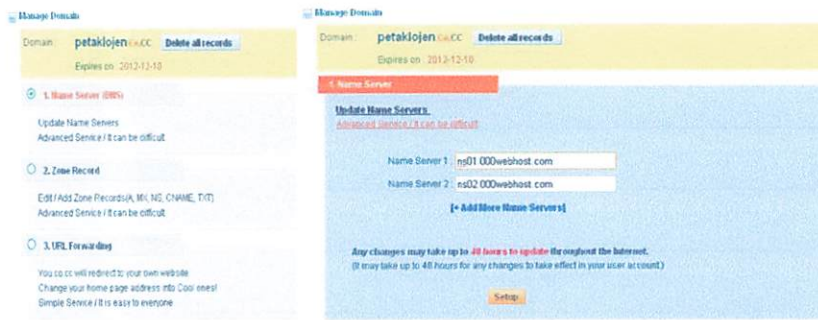 Manage Domain
Domain: petaklojen.co.cc Delete all records
Expires on 2012-12-18
1. Name Server (DNS)
Update Name Servers
Advanced Service / It can be difficult
2. Zone Record
Edit / Add Zone Records(A, MX, NS, CNAME, TXT)
Advanced Service / It can be difficult
3. URL Forwarding
You.co.cc will redirect to your own website
Change your home page address into Cool ones!
Simple Service / It is easy to everyone
Manage Domain
Domain : petaklojen.co.cc Delete all records
Expires on 2012-12-18
1. Name Server
Update Name Servers
Advanced Service / It can be difficult
Name Server 1 : ns01.000webhost.com
Name Server 2 : ns02.000webhost.com
[+ Add More Name Servers]
Any changes may take up to 48 hours to update throughout the Internet.
(It may take up to 48 hours for any changes to take effect in your user account.)
Setup